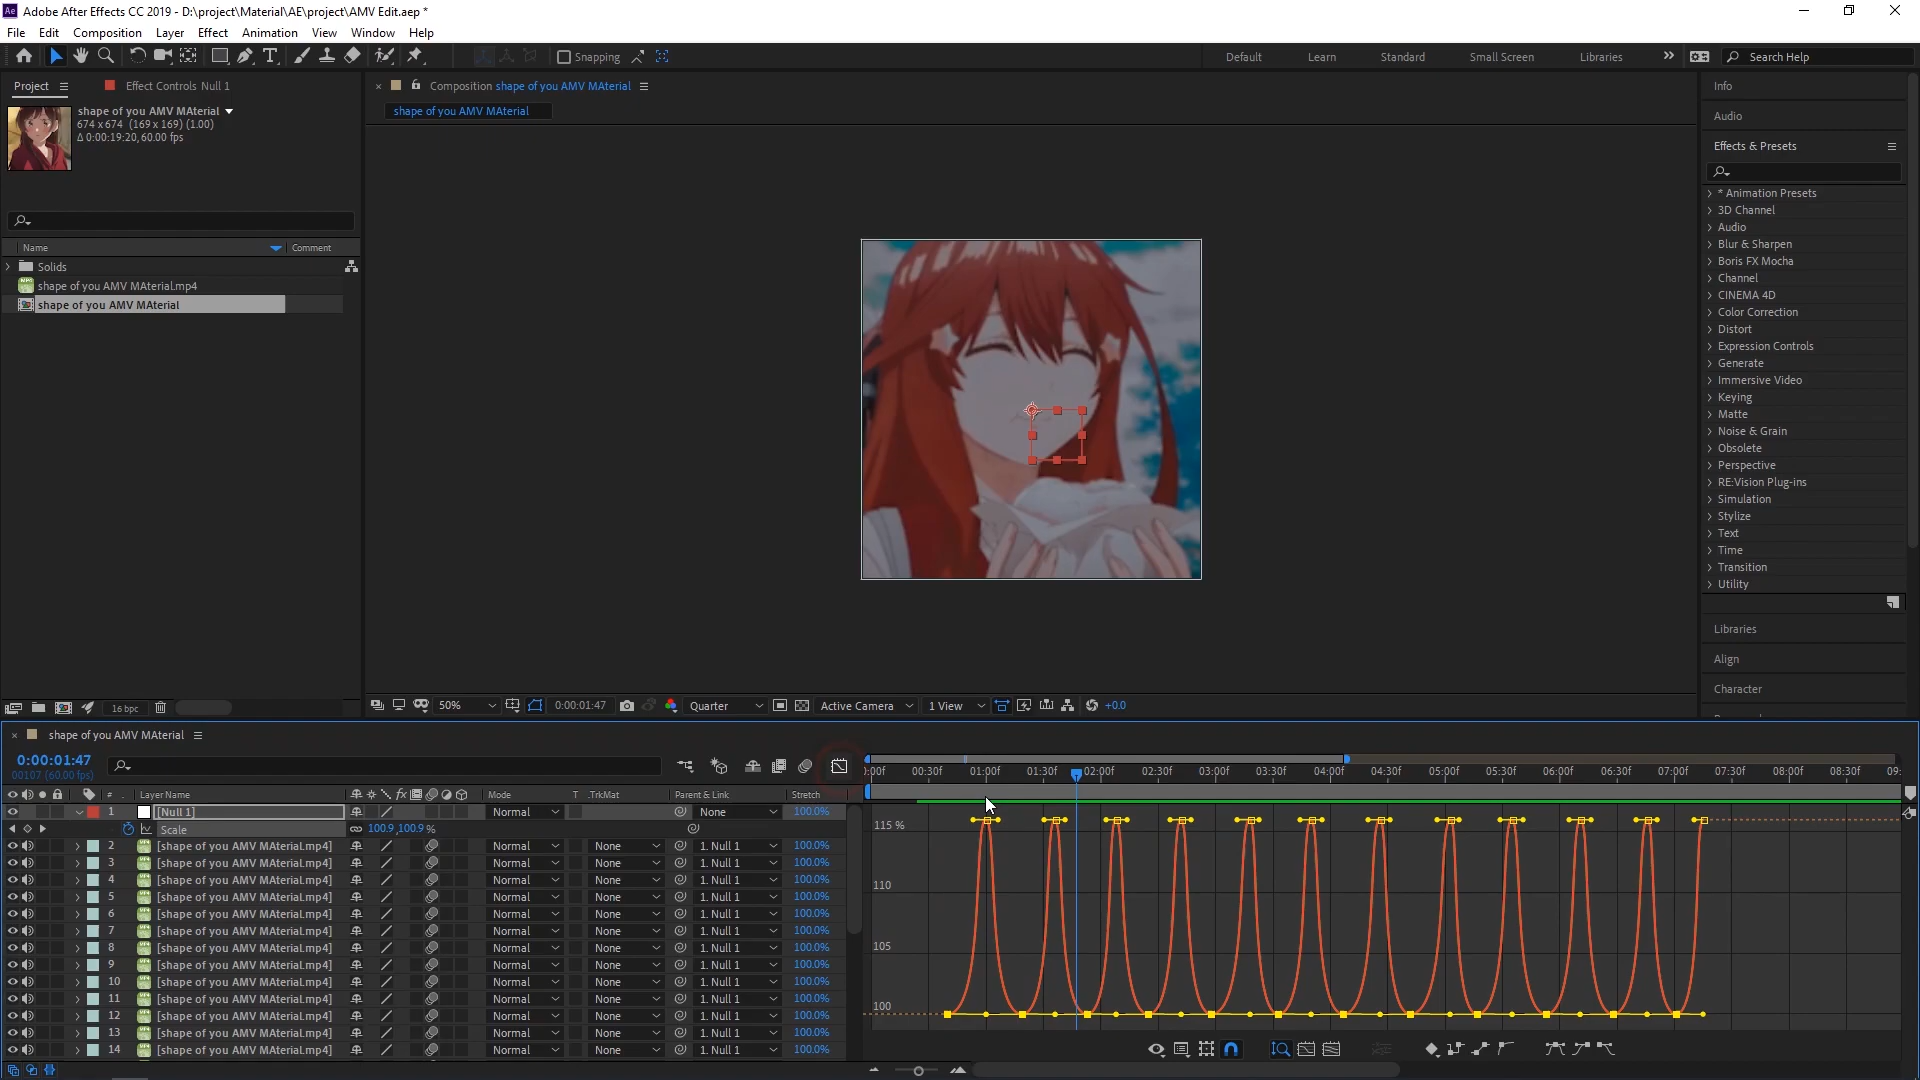 Adobe After Effects CC 2019 - D:\project\Material\AE\project\AMV Edit.aep *
File Edit Composition Layer Effect Animation View Window Help
Snapping Default Learn Standard Small Screen Libraries Search Help
Project Effect Controls Null 1
Composition shape of you AMV MAterial
shape of you AMV MAterial
shape of you AMV MAterial
674 x 674 (169 x 169) (1.00)
Δ 0:00:19:20, 60.00 fps
Name Comment
Solids
shape of you AMV MAterial.mp4
shape of you AMV MAterial
16 bpc
50% 0:00:01:47 Quarter Active Camera 1 View +0.0
Info
Audio
Effects & Presets
* Animation Presets
3D Channel
Audio
Blur & Sharpen
Boris FX Mocha
Channel
CINEMA 4D
Color Correction
Distort
Expression Controls
Generate
Immersive Video
Keying
Matte
Noise & Grain
Obsolete
Perspective
RE:Vision Plug-ins
Simulation
Stylize
Text
Time
Transition
Utility
Libraries
Align
Character
shape of you AMV MAterial
0:00:01:47
00107 (60.00 fps)
:00f 00:30f 01:00f 01:30f 02:00f 02:30f 03:00f 03:30f 04:00f 04:30f 05:00f 05:30f 06:00f 06:30f 07:00f 07:30f 08:00f 08:30f 09:
# Layer Name Mode T .TrkMat Parent & Link Stretch
1 [Null 1] Normal None 100.0%
Scale 100.9,100.9 %
2 [shape of you AMV MAterial.mp4] Normal None 1. Null 1 100.0%
3 [shape of you AMV MAterial.mp4] Normal None 1. Null 1 100.0%
4 [shape of you AMV MAterial.mp4] Normal None 1. Null 1 100.0%
5 [shape of you AMV MAterial.mp4] Normal None 1. Null 1 100.0%
6 [shape of you AMV MAterial.mp4] Normal None 1. Null 1 100.0%
7 [shape of you AMV MAterial.mp4] Normal None 1. Null 1 100.0%
8 [shape of you AMV MAterial.mp4] Normal None 1. Null 1 100.0%
9 [shape of you AMV MAterial.mp4] Normal None 1. Null 1 100.0%
10 [shape of you AMV MAterial.mp4] Normal None 1. Null 1 100.0%
11 [shape of you AMV MAterial.mp4] Normal None 1. Null 1 100.0%
12 [shape of you AMV MAterial.mp4] Normal None 1. Null 1 100.0%
13 [shape of you AMV MAterial.mp4] Normal None 1. Null 1 100.0%
14 [shape of you AMV MAterial.mp4] Normal None 1. Null 1 100.0%
115 %
110
105
100